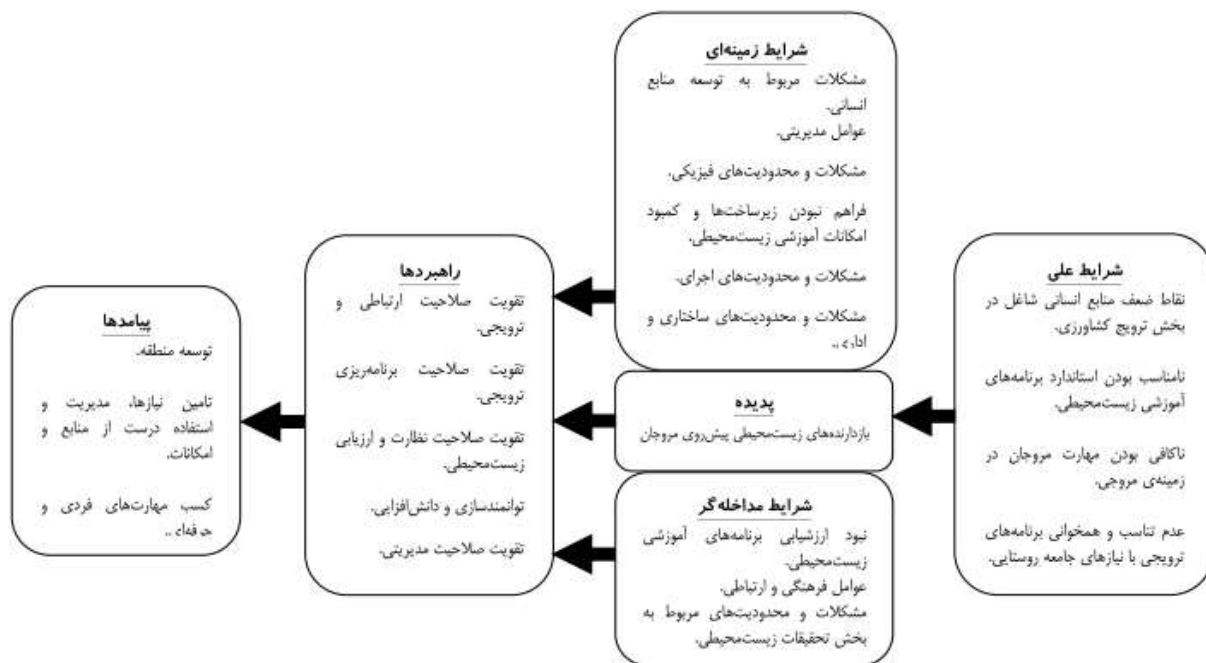 شرایط زمینه‌ای
مشکلات مربوط به توسعه منابع
انسانی.
عوامل مدیریتی.
مشکلات و محدودیت‌های فیزیکی.
فراهم نبودن زیرساخت‌ها و کمبود
امکانات آموزشی زیست‌محیطی.
مشکلات و محدودیت‌های اجرای.
مشکلات و محدودیت‌های ساختاری و
اداری.
شرایط علی
نقاط ضعف منابع انسانی شاغل در
بخش ترویج کشاورزی.
نامناسب بودن استاندارد برنامه‌های
آموزشی زیست‌محیطی.
ناکافی بودن مهارت مروجان در
زمینه‌ی مروجی.
عدم تناسب و همخوانی برنامه‌های
ترویجی با نیازهای جامعه روستایی.
پدیده
بازدارنده‌های زیست‌محیطی پیش‌روی مروجان
شرایط مداخله‌گر
نبود ارزشیابی برنامه‌های آموزشی
زیست‌محیطی.
عوامل فرهنگی و ارتباطی.
مشکلات و محدودیت‌های مربوط به
بخش تحقیقات زیست‌محیطی.
راهبردها
تقویت صلاحیت ارتباطی و
ترویجی.
تقویت صلاحیت برنامه‌ریزی
ترویجی.
تقویت صلاحیت نظارت و ارزیابی
زیست‌محیطی.
توانمندسازی و دانش‌افزایی.
تقویت صلاحیت مدیریتی.
پیامدها
توسعه منطقه.
تامین نیازها، مدیریت و
استفاده درست از منابع و
امکانات.
کسب مهارت‌های فردی و
حرفه‌ای.